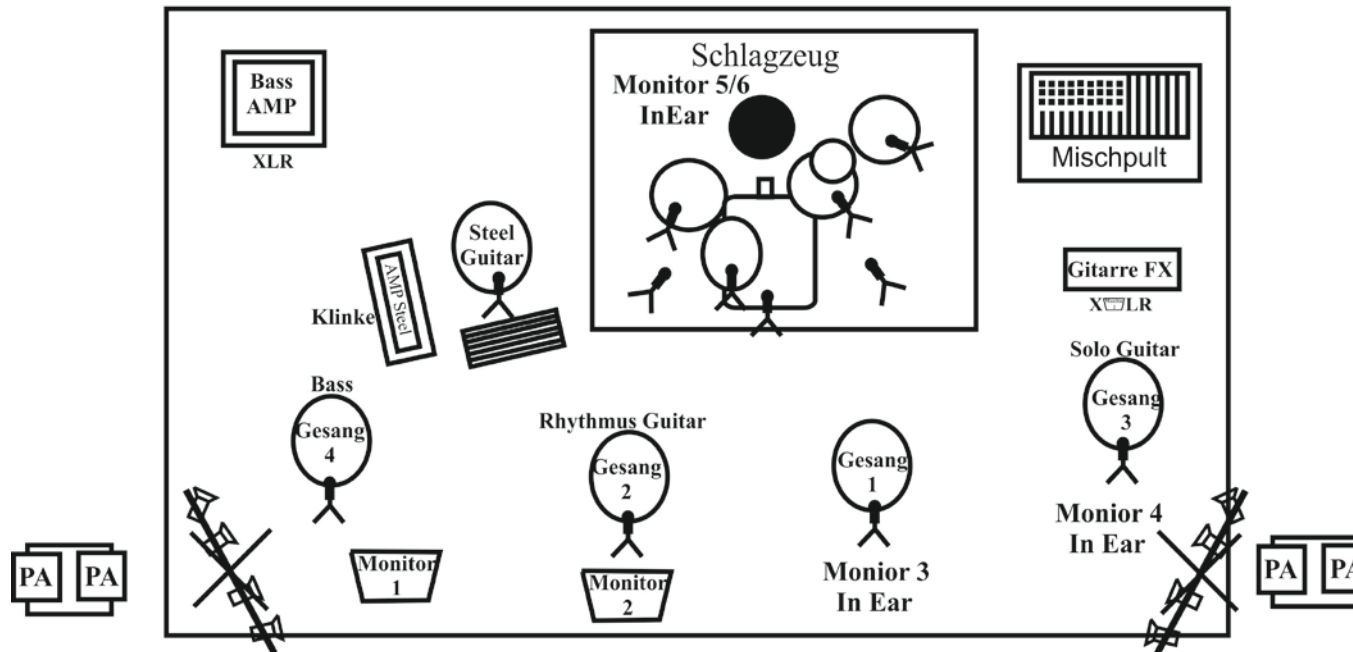 Schlagzeug
Monitor 5/6
InEar
Bass
AMP
XLR
Mischpult
Steel
Guitar
AMP Steel
Klinke
Gitarre FX
X LR
Solo Guitar
Gesang
3
Bass
Gesang
4
Rhythmus Guitar
Gesang
2
Gesang
1
Monior 4
In Ear
Monitor
1
Monitor
2
Monior 3
In Ear
PA PA
PA PA